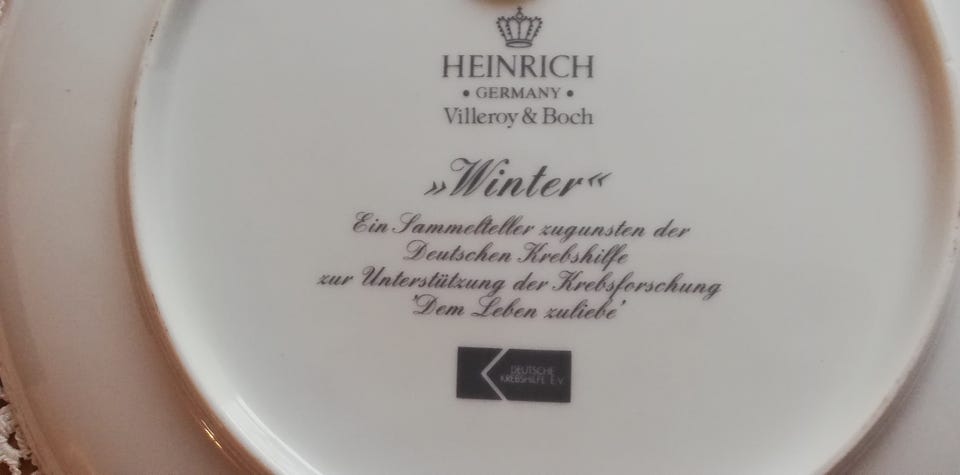 HEINRICH
• GERMANY •
Villeroy & Boch
»Winter«
Ein Sammelteller zugunsten der
Deutschen Krebshilfe
zur Unterstützung der Krebsforschung
'Dem Leben zuliebe'
DEUTSCHE
KREBSHILFE E.V.